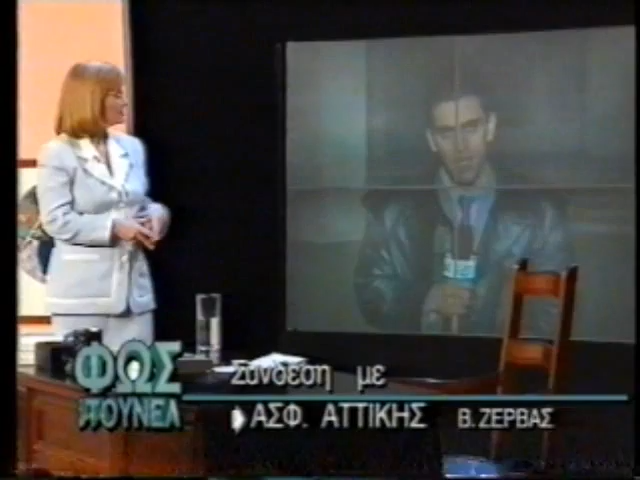 ΦΩΣ
ΣΤΟ ΤΟΥΝΕΛ
Σύνδεση με
ΑΣΦ. ΑΤΤΙΚΗΣ Β. ΖΕΡΒΑΣ